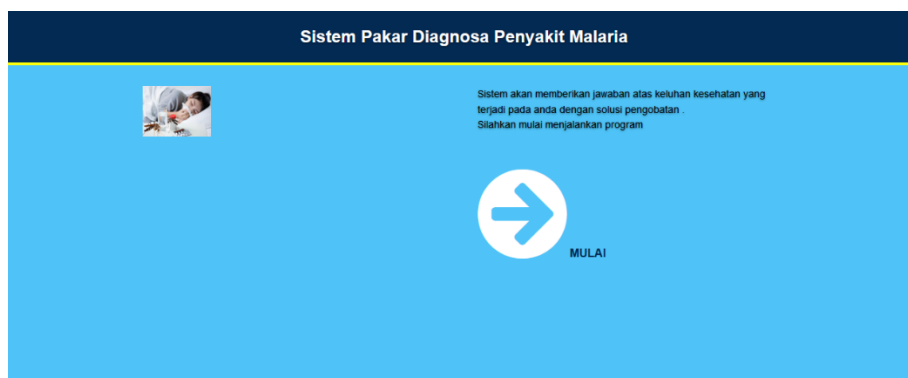 Sistem Pakar Diagnosa Penyakit Malaria
Sistem akan memberikan jawaban atas keluhan kesehatan yang
terjadi pada anda dengan solusi pengobatan .
Silahkan mulai menjalankan program
MULAI